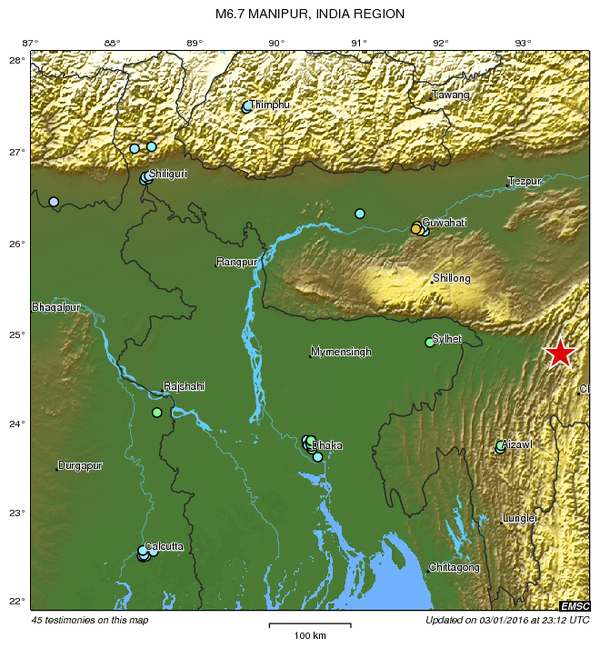 M6.7 MANIPUR, INDIA REGION
87° 88° 89° 90° 91° 92° 93°
28°
Tawang
Thimphu
27°
Shiliguri
Tezpur
Guwahati
26°
Rangpur
Shillong
Bhagalpur
25°
Sylhet
Mymensingh
Rajshahi
24°
Dhaka
Aizawl
Durgapur
23°
Lunglei
Calcutta
Chittagong
22°
EMSC
45 testimonies on this map
Updated on 03/01/2016 at 23:12 UTC
100 km